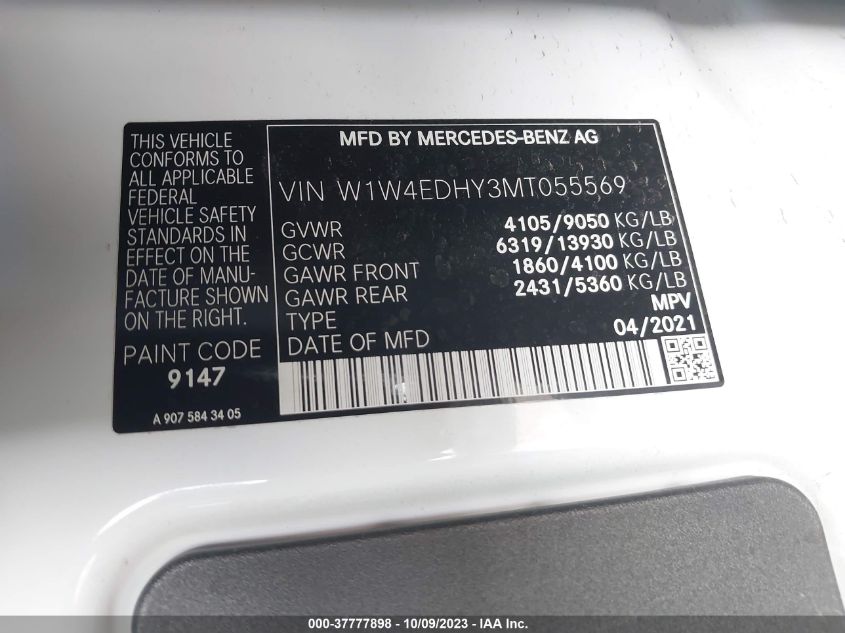 THIS VEHICLE
CONFORMS TO
ALL APPLICABLE
FEDERAL
VEHICLE SAFETY
STANDARDS IN
EFFECT ON THE
DATE OF MANU-
FACTURE SHOWN
ON THE RIGHT.
PAINT CODE
9147
A 907 584 34 05
MFD BY MERCEDES-BENZ AG
VIN W1W4EDHY3MT055569
GVWR 4105/9050 KG/LB
GCWR 6319/13930 KG/LB
GAWR FRONT 1860/4100 KG/LB
GAWR REAR 2431/5360 KG/LB
TYPE MPV
DATE OF MFD 04/2021
000-37777898 - 10/09/2023 - IAA Inc.